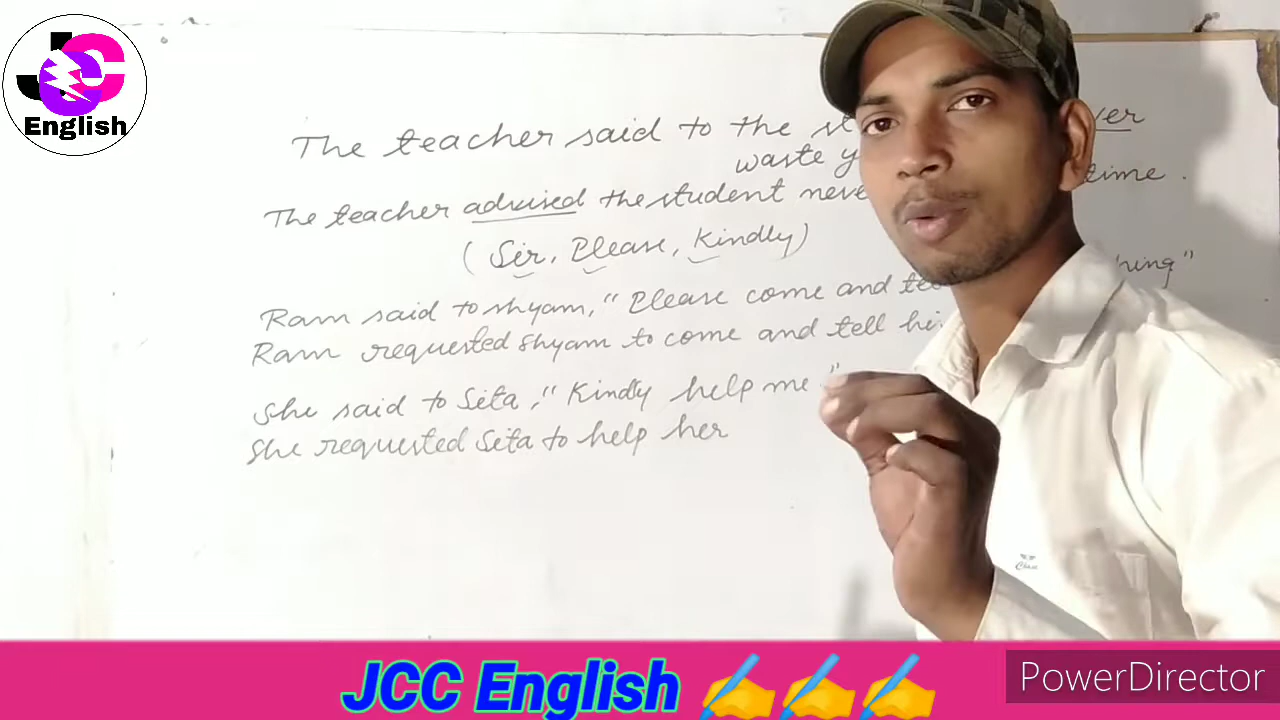 JCC
English
The teacher said to the
waste
The teacher advised the student never time.
(Sir, Please, Kindly)
Ram said to shyam, "Please come and
Ram requested shyam to come and tell
She said to Sita, "Kindly help me."
She requested Sita to help her
Chase
JCC English ✍️✍️✍️
PowerDirector